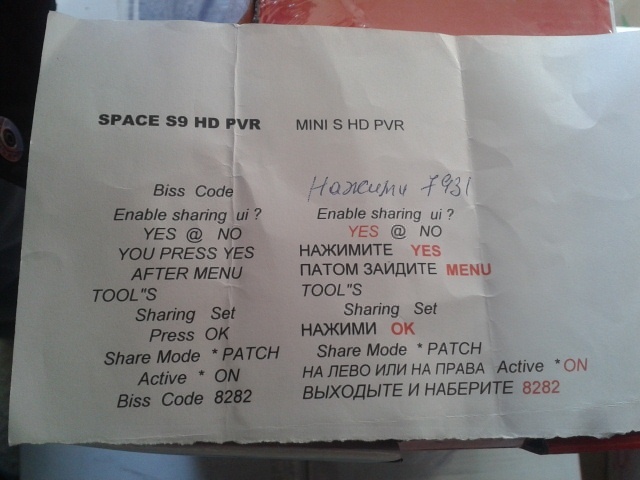 SPACE S9 HD PVR MINI S HD PVR
Biss Code Нажими 7931
Enable sharing ui ? Enable sharing ui ?
YES @ NO YES @ NO
YOU PRESS YES НАЖИМИТЕ YES
AFTER MENU ПАТОМ ЗАЙДИТЕ MENU
TOOL"S TOOL"S
Sharing Set Sharing Set
Press OK НАЖИМИ OK
Share Mode * PATCH Share Mode * PATCH
Active * ON НА ЛЕВО ИЛИ НА ПРАВА Active * ON
Biss Code 8282 ВЫХОДЫТЕ И НАБЕРИТЕ 8282